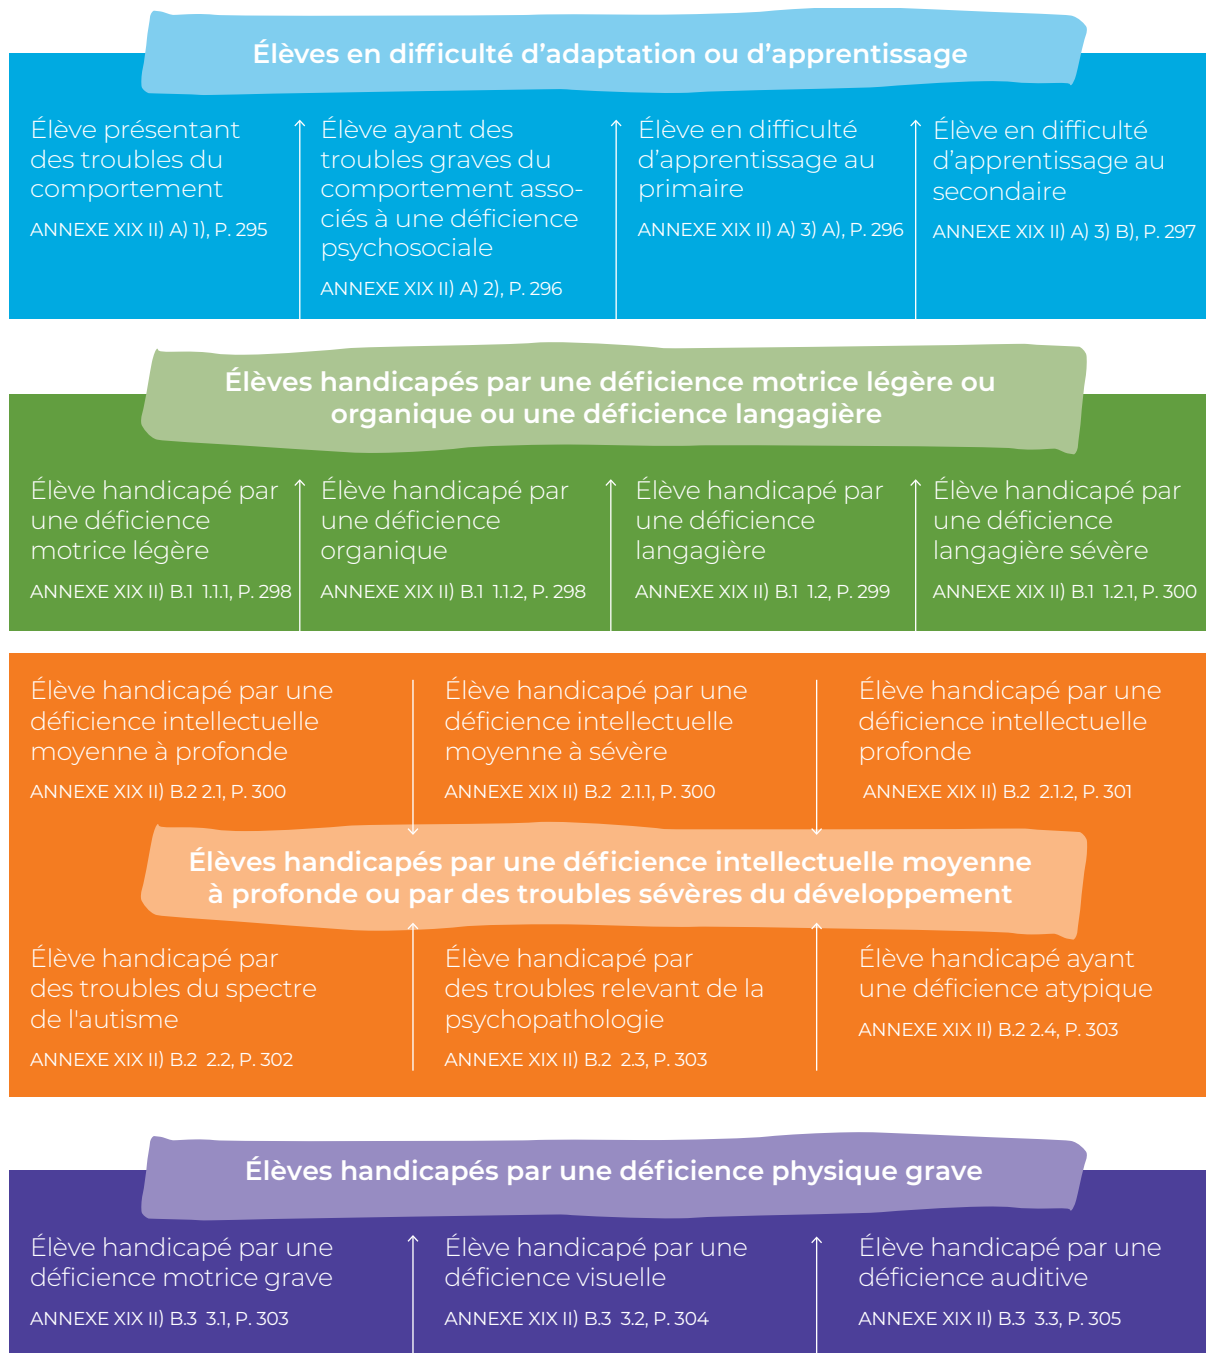 Élèves en difficulté d’adaptation ou d’apprentissage
Élève présentant
des troubles du
comportement
ANNEXE XIX II) A) 1), P. 295
Élève ayant des
troubles graves du
comportement asso-
ciés à une déficience
psychosociale
ANNEXE XIX II) A) 2), P. 296
Élève en difficulté
d’apprentissage au
primaire
ANNEXE XIX II) A) 3) A), P. 296
Élève en difficulté
d’apprentissage au
secondaire
ANNEXE XIX II) A) 3) B), P. 297
Élèves handicapés par une déficience motrice légère ou
organique ou une déficience langagière
Élève handicapé par
une déficience
motrice légère
ANNEXE XIX II) B.1 1.1.1, P. 298
Élève handicapé par
une déficience
organique
ANNEXE XIX II) B.1 1.1.2, P. 298
Élève handicapé par
une déficience
langagière
ANNEXE XIX II) B.1 1.2, P. 299
Élève handicapé par
une déficience
langagière sévère
ANNEXE XIX II) B.1 1.2.1, P. 300
Élève handicapé par une
déficience intellectuelle
moyenne à profonde
ANNEXE XIX II) B.2 2.1, P. 300
Élève handicapé par une
déficience intellectuelle
moyenne à sévère
ANNEXE XIX II) B.2 2.1.1, P. 300
Élève handicapé par une
déficience intellectuelle
profonde
ANNEXE XIX II) B.2 2.1.2, P. 301
Élèves handicapés par une déficience intellectuelle moyenne
à profonde ou par des troubles sévères du développement
Élève handicapé par
des troubles du spectre
de l'autisme
ANNEXE XIX II) B.2 2.2, P. 302
Élève handicapé par
des troubles relevant de la
psychopathologie
ANNEXE XIX II) B.2 2.3, P. 303
Élève handicapé ayant
une déficience atypique
ANNEXE XIX II) B.2 2.4, P. 303
Élèves handicapés par une déficience physique grave
Élève handicapé par une
déficience motrice grave
ANNEXE XIX II) B.3 3.1, P. 303
Élève handicapé par une
déficience visuelle
ANNEXE XIX II) B.3 3.2, P. 304
Élève handicapé par une
déficience auditive
ANNEXE XIX II) B.3 3.3, P. 305